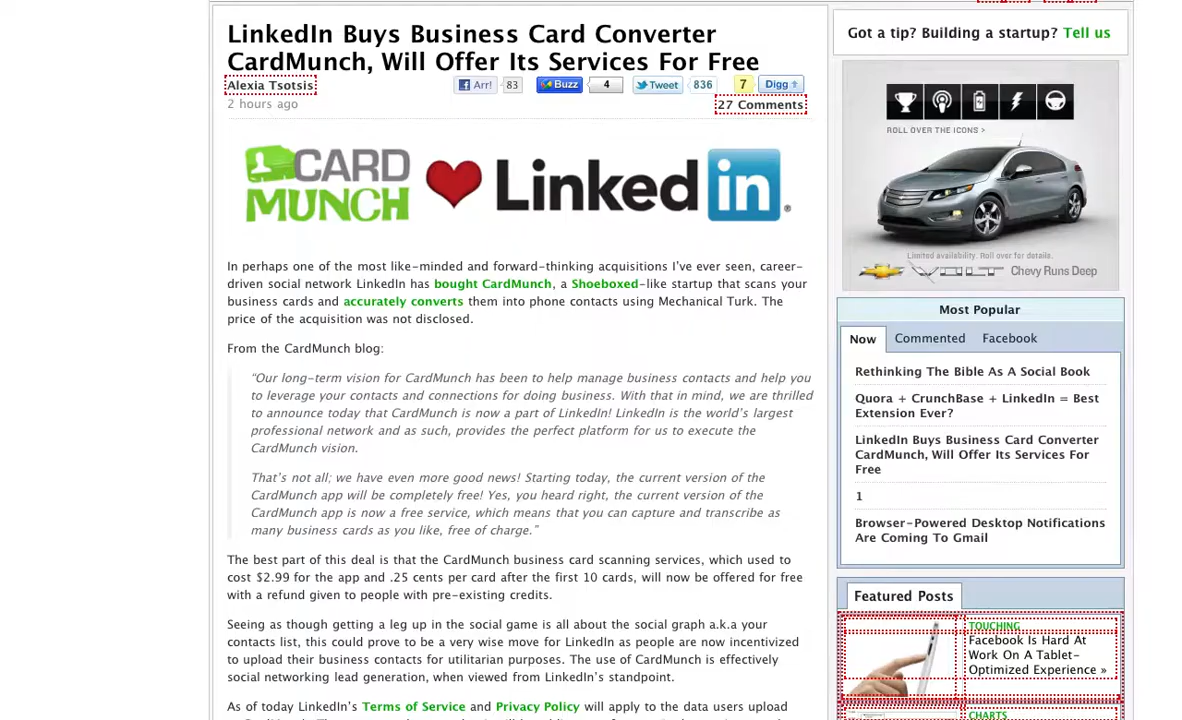 LinkedIn Buys Business Card Converter
CardMunch, Will Offer Its Services For Free
Alexia Tsotsis
2 hours ago
Arr! 83
Buzz 4
Tweet 836
7 Digg
27 Comments
CARD
MUNCH
Linked in ®
In perhaps one of the most like-minded and forward-thinking acquisitions I've ever seen, career-
driven social network LinkedIn has bought CardMunch, a Shoeboxed-like startup that scans your
business cards and accurately converts them into phone contacts using Mechanical Turk. The
price of the acquisition was not disclosed.
From the CardMunch blog:
“Our long-term vision for CardMunch has been to help manage business contacts and help you
to leverage your contacts and connections for doing business. With that in mind, we are thrilled
to announce today that CardMunch is now a part of LinkedIn! LinkedIn is the world's largest
professional network and as such, provides the perfect platform for us to execute the
CardMunch vision.
That's not all; we have even more good news! Starting today, the current version of the
CardMunch app will be completely free! Yes, you heard right, the current version of the
CardMunch app is now a free service, which means that you can capture and transcribe as
many business cards as you like, free of charge.”
The best part of this deal is that the CardMunch business card scanning services, which used to
cost $2.99 for the app and .25 cents per card after the first 10 cards, will now be offered for free
with a refund given to people with pre-existing credits.
Seeing as though getting a leg up in the social game is all about the social graph a.k.a your
contacts list, this could prove to be a very wise move for LinkedIn as people are now incentivized
to upload their business contacts for utilitarian purposes. The use of CardMunch is effectively
social networking lead generation, when viewed from LinkedIn's standpoint.
As of today LinkedIn's Terms of Service and Privacy Policy will apply to the data users upload
Got a tip? Building a startup? Tell us
ROLL OVER THE ICONS >
Limited availability. Roll over for details.
VOLT Chevy Runs Deep
Most Popular
Now Commented Facebook
Rethinking The Bible As A Social Book
Quora + CrunchBase + LinkedIn = Best
Extension Ever?
LinkedIn Buys Business Card Converter
CardMunch, Will Offer Its Services For
Free
1
Browser-Powered Desktop Notifications
Are Coming To Gmail
Featured Posts
TOUCHING
Facebook Is Hard At
Work On A Tablet-
Optimized Experience »
CHARTS